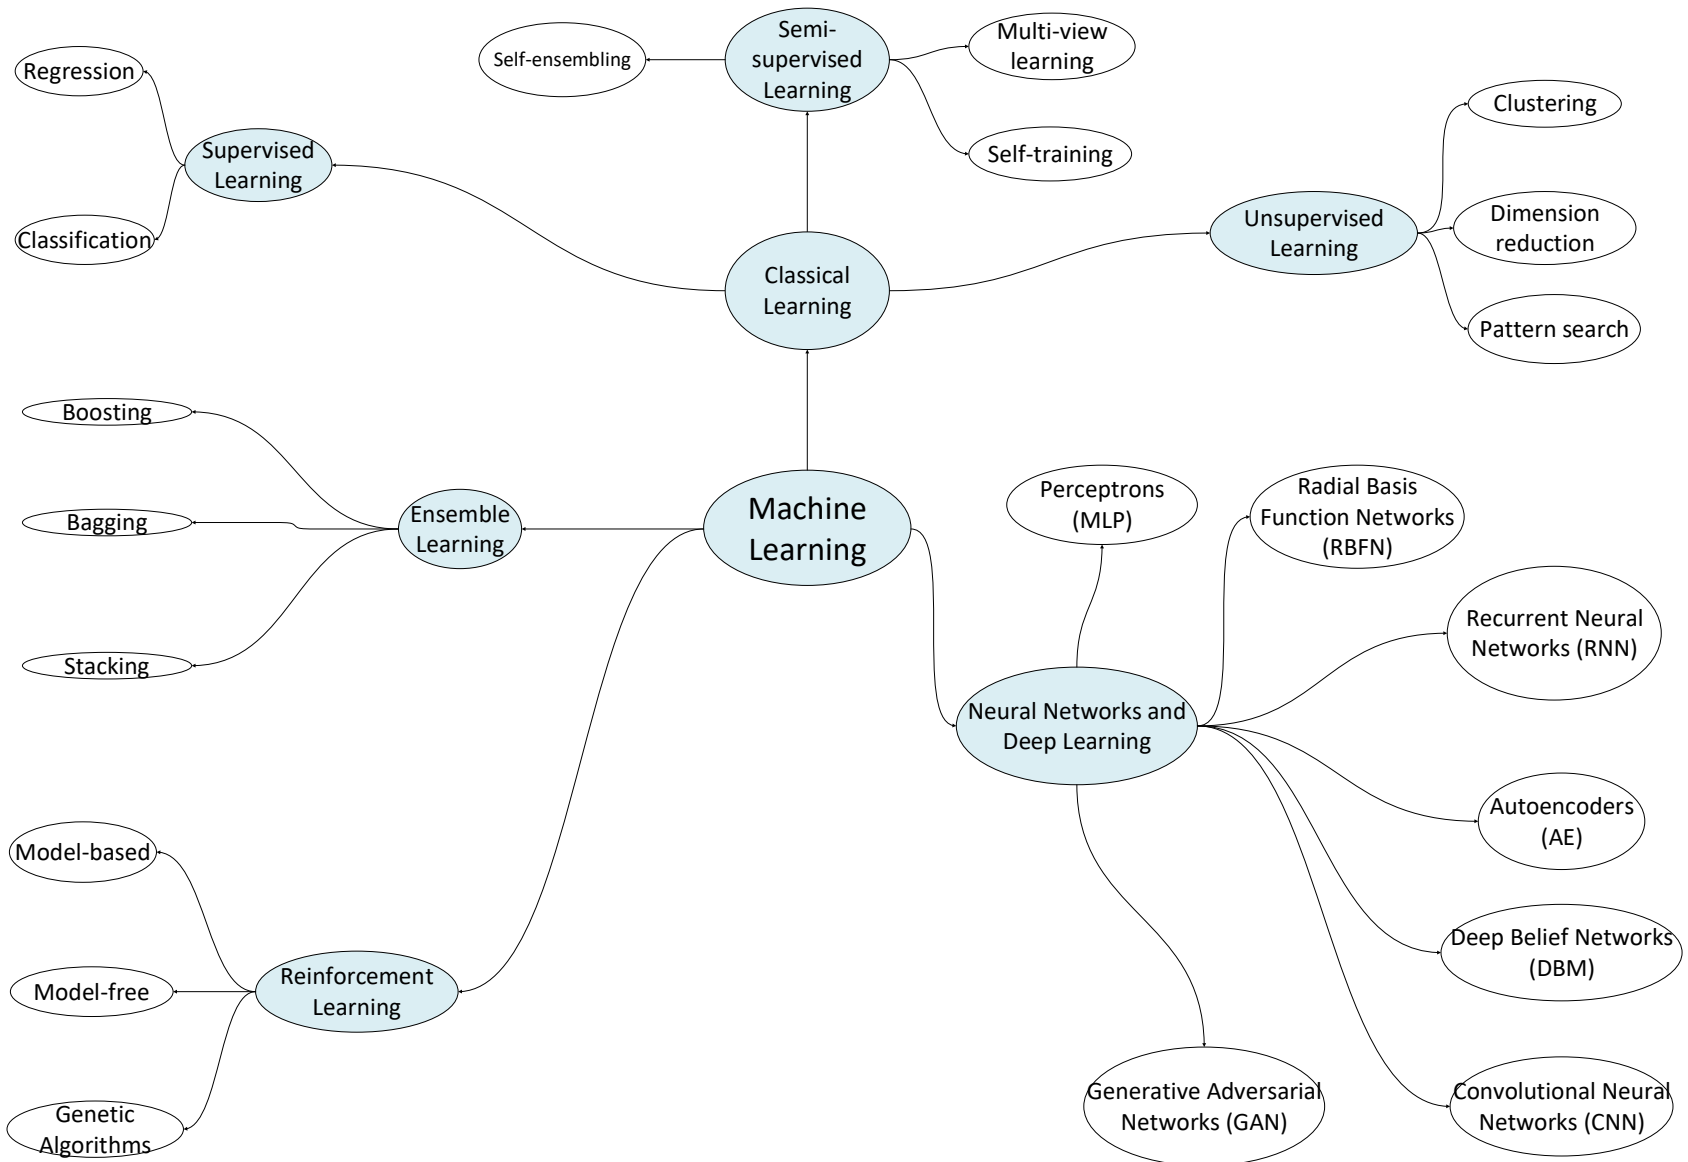 Semi-
supervised
Learning
Self-ensembling
Multi-view
learning
Self-training
Regression
Supervised
Learning
Classification
Clustering
Unsupervised
Learning
Dimension
reduction
Pattern search
Classical
Learning
Boosting
Bagging
Stacking
Ensemble
Learning
Machine
Learning
Perceptrons
(MLP)
Radial Basis
Function Networks
(RBFN)
Recurrent Neural
Networks (RNN)
Neural Networks and
Deep Learning
Autoencoders
(AE)
Deep Belief Networks
(DBM)
Convolutional Neural
Networks (CNN)
Generative Adversarial
Networks (GAN)
Model-based
Model-free
Reinforcement
Learning
Genetic
Algorithms